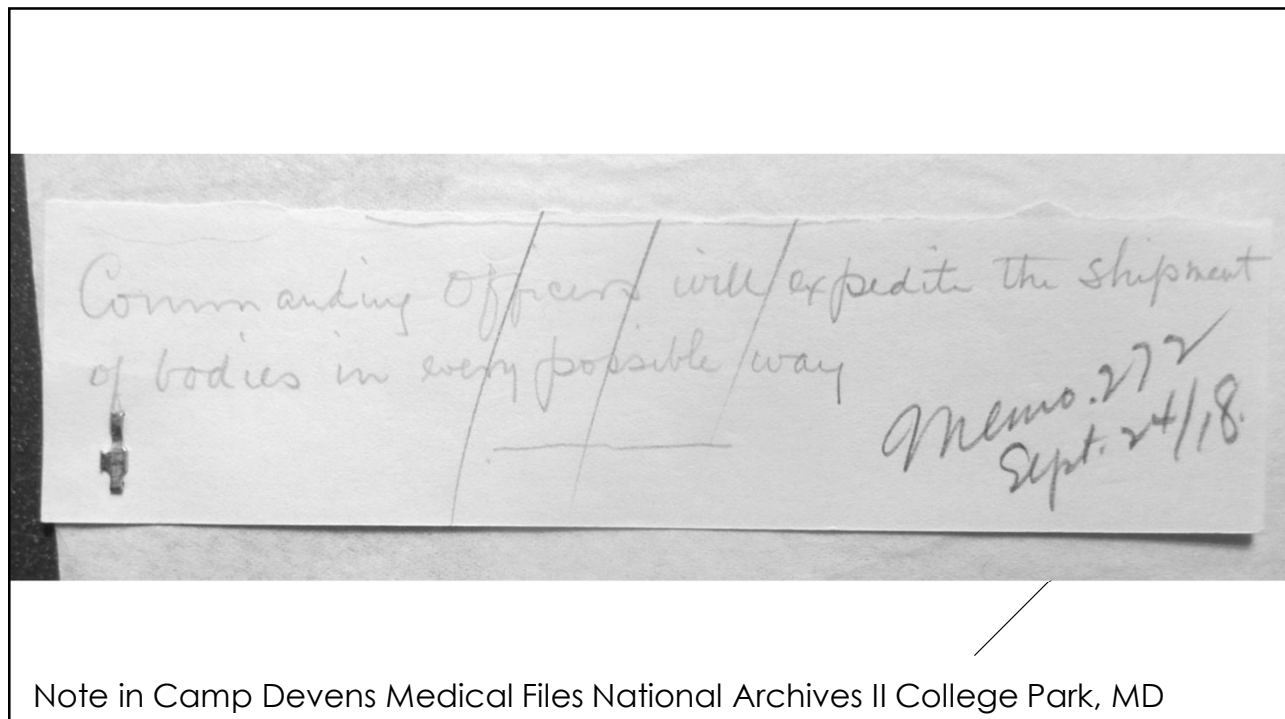 Commanding Officers will expedite the shipment
of bodies in every possible way
Memo. 272
Sept. 24/18.
Note in Camp Devens Medical Files National Archives II College Park, MD